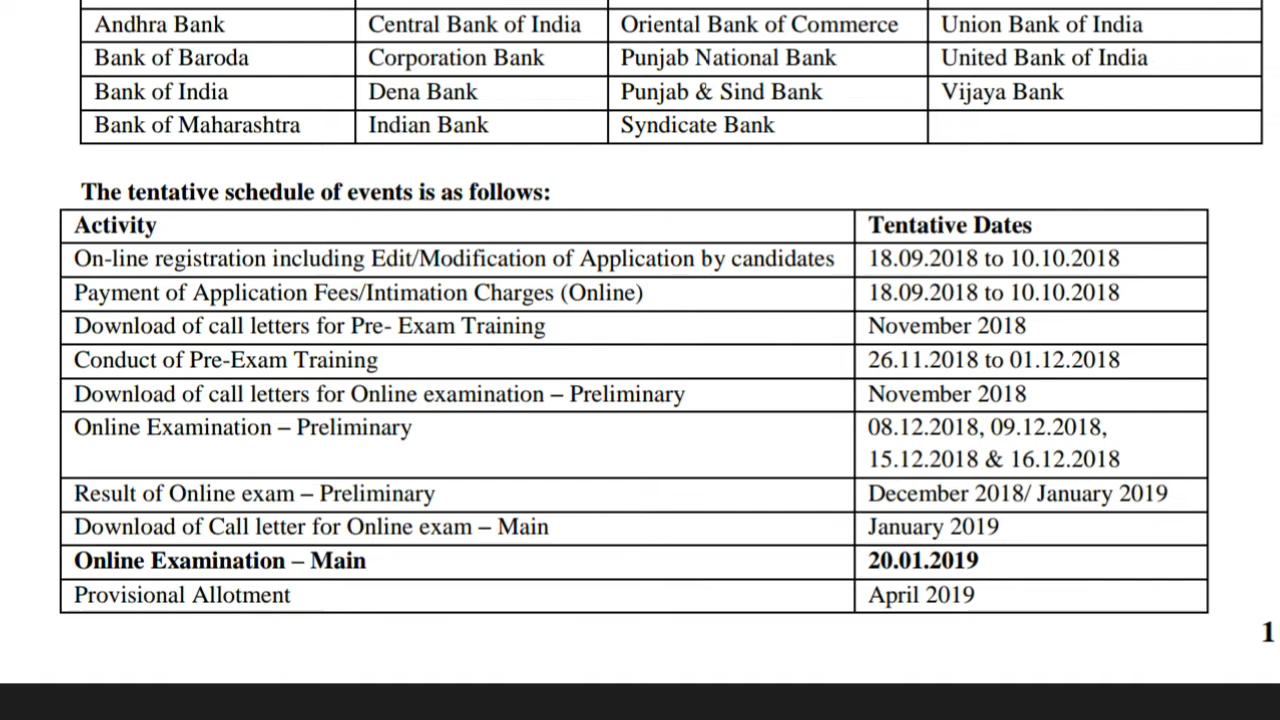 Andhra Bank Central Bank of India Oriental Bank of Commerce Union Bank of India
Bank of Baroda Corporation Bank Punjab National Bank United Bank of India
Bank of India Dena Bank Punjab & Sind Bank Vijaya Bank
Bank of Maharashtra Indian Bank Syndicate Bank
The tentative schedule of events is as follows:
Activity Tentative Dates
On-line registration including Edit/Modification of Application by candidates 18.09.2018 to 10.10.2018
Payment of Application Fees/Intimation Charges (Online) 18.09.2018 to 10.10.2018
Download of call letters for Pre- Exam Training November 2018
Conduct of Pre-Exam Training 26.11.2018 to 01.12.2018
Download of call letters for Online examination – Preliminary November 2018
Online Examination – Preliminary 08.12.2018, 09.12.2018,
15.12.2018 & 16.12.2018
Result of Online exam – Preliminary December 2018/ January 2019
Download of Call letter for Online exam – Main January 2019
Online Examination – Main 20.01.2019
Provisional Allotment April 2019
1